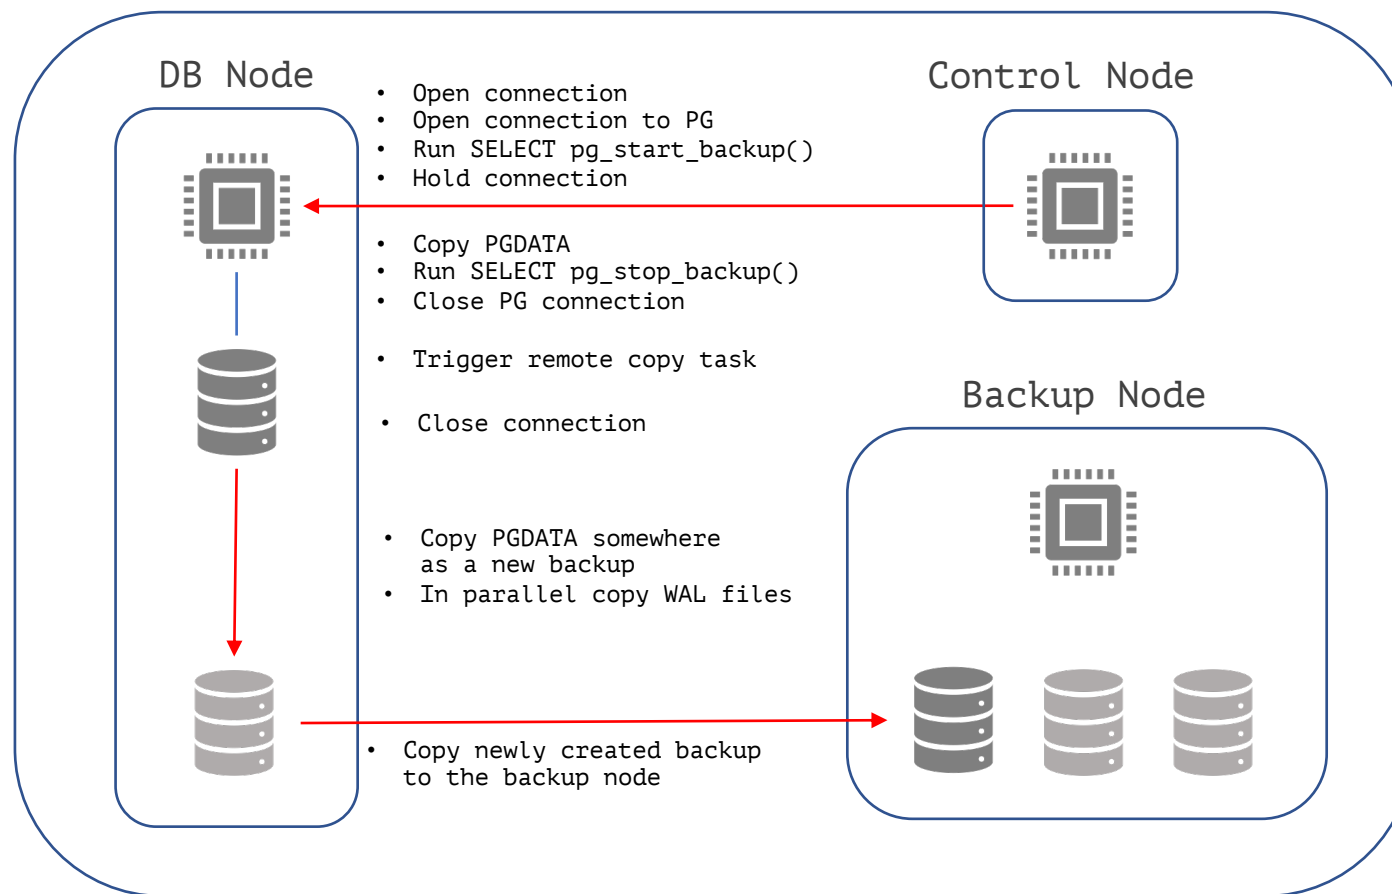 DB Node
Control Node
• Open connection
• Open connection to PG
• Run SELECT pg_start_backup()
• Hold connection
• Copy PGDATA
• Run SELECT pg_stop_backup()
• Close PG connection
• Trigger remote copy task
• Close connection
Backup Node
• Copy PGDATA somewhere
as a new backup
• In parallel copy WAL files
• Copy newly created backup
to the backup node